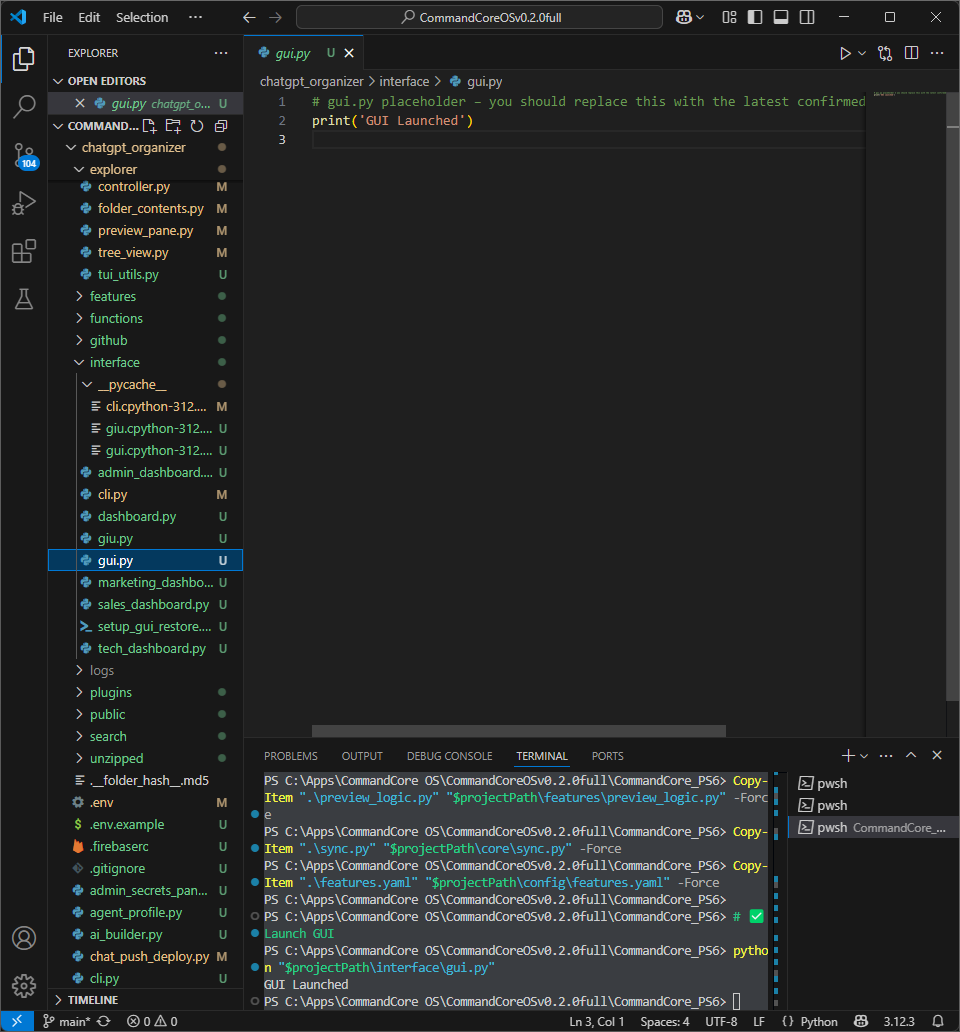 File Edit Selection ··· CommandCoreOSv0.2.0full
EXPLORER
OPEN EDITORS
gui.py chatgpt_o... U
COMMAND...
chatgpt_organizer
explorer
controller.py M
folder_contents.py M
preview_pane.py M
tree_view.py M
tui_utils.py U
features
functions
github
interface
__pycache__
cli.cpython-312.... M
giu.cpython-312.... U
gui.cpython-312.... U
admin_dashboard.... U
cli.py M
dashboard.py U
giu.py U
gui.py U
marketing_dashbo... U
sales_dashboard.py U
setup_gui_restore.... U
tech_dashboard.py U
logs
plugins
public
search
unzipped
.__folder_hash__.md5
.env M
.env.example U
.firebaserc U
.gitignore U
admin_secrets_pan... U
agent_profile.py U
ai_builder.py U
chat_push_deploy.py M
cli.py U
TIMELINE
104
gui.py U
chatgpt_organizer > interface > gui.py
1 # gui.py placeholder – you should replace this with the latest confirmed
2 print('GUI Launched')
3
PROBLEMS OUTPUT DEBUG CONSOLE TERMINAL PORTS
PS C:\Apps\CommandCore OS\CommandCoreOSv0.2.0full\CommandCore_PS6> Copy-
Item ".\preview_logic.py" "$projectPath\features\preview_logic.py" -Forc
e
PS C:\Apps\CommandCore OS\CommandCoreOSv0.2.0full\CommandCore_PS6> Copy-
Item ".\sync.py" "$projectPath\core\sync.py" -Force
PS C:\Apps\CommandCore OS\CommandCoreOSv0.2.0full\CommandCore_PS6> Copy-
Item ".\features.yaml" "$projectPath\config\features.yaml" -Force
PS C:\Apps\CommandCore OS\CommandCoreOSv0.2.0full\CommandCore_PS6>
PS C:\Apps\CommandCore OS\CommandCoreOSv0.2.0full\CommandCore_PS6> # ✅
Launch GUI
PS C:\Apps\CommandCore OS\CommandCoreOSv0.2.0full\CommandCore_PS6> pytho
n "$projectPath\interface\gui.py"
GUI Launched
PS C:\Apps\CommandCore OS\CommandCoreOSv0.2.0full\CommandCore_PS6>
pwsh
pwsh
pwsh CommandCore_...
main* 0 0 Ln 3, Col 1 Spaces: 4 UTF-8 LF {} Python 3.12.3